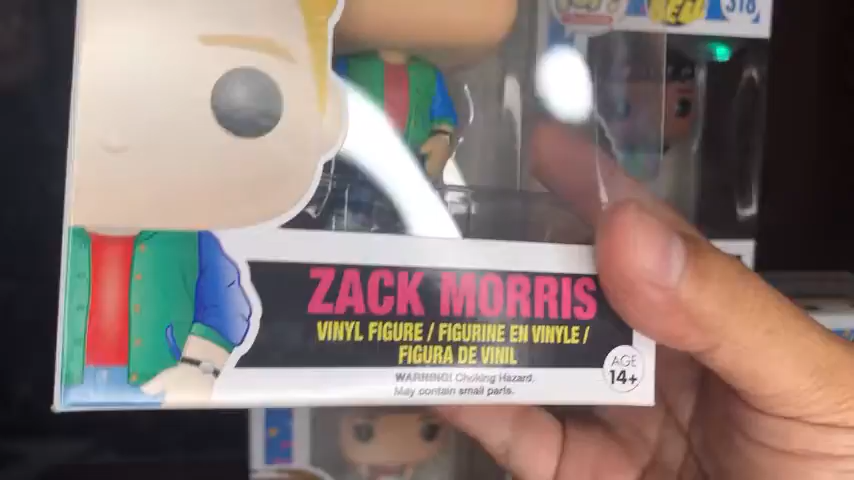 318
ZACK MORRIS
VINYL FIGURE / FIGURINE EN VINYLE /
FIGURA DE VINIL
WARNING! Choking Hazard.
May contain small parts.
AGE
14+